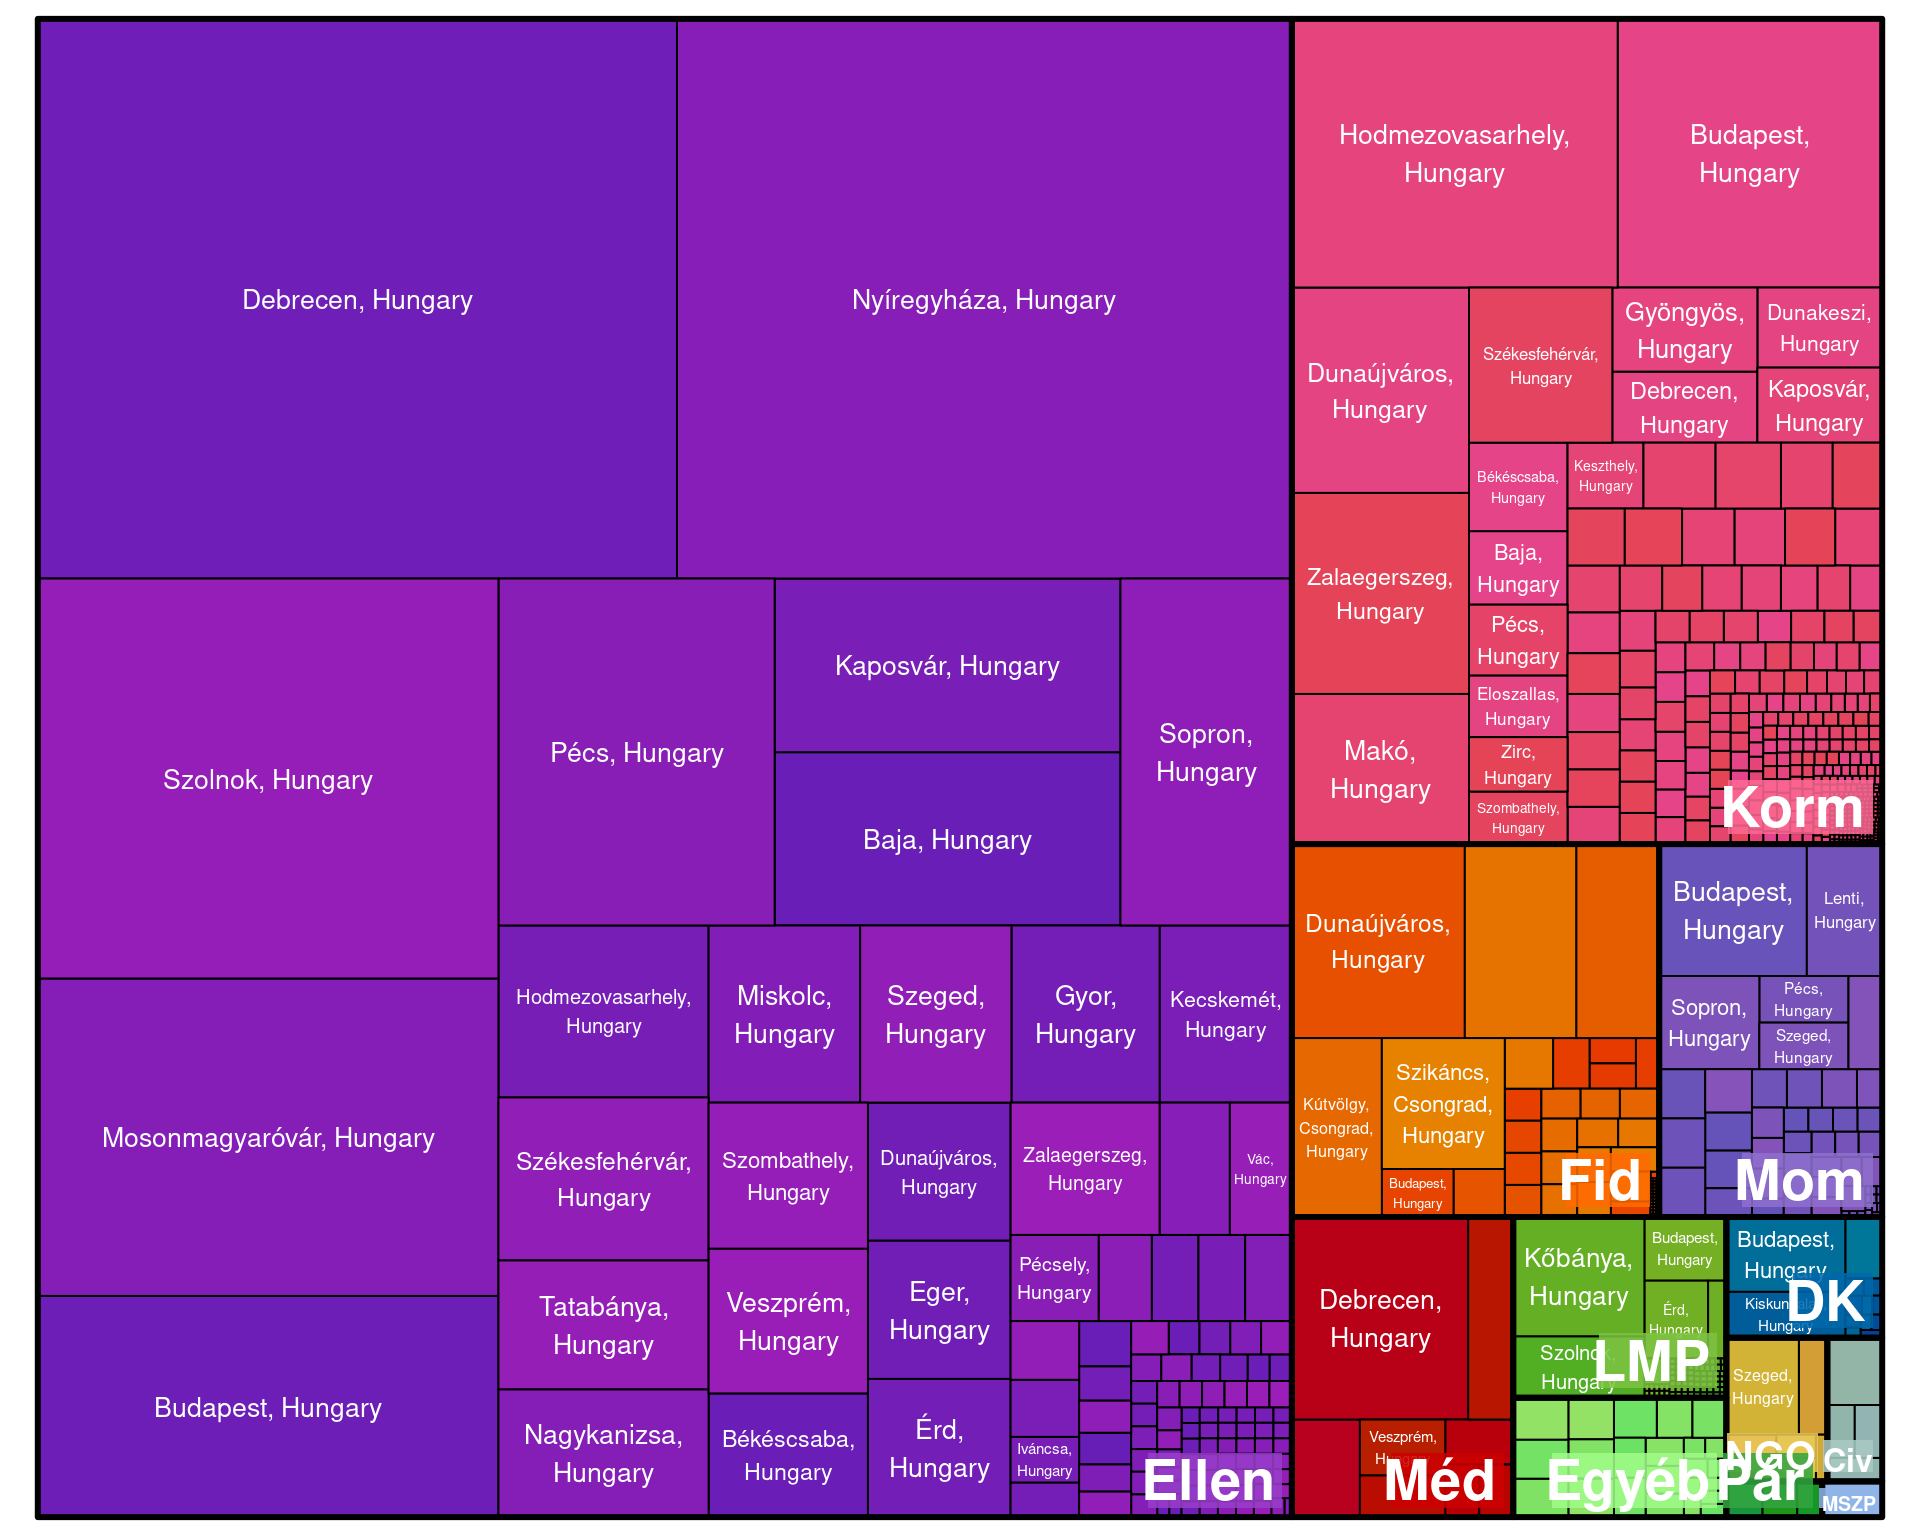 Debrecen, Hungary
Nyíregyháza, Hungary
Szolnok, Hungary
Mosonmagyaróvár, Hungary
Budapest, Hungary
Pécs, Hungary
Kaposvár, Hungary
Baja, Hungary
Sopron,
Hungary
Hodmezovasarhely,
Hungary
Miskolc,
Hungary
Szeged,
Hungary
Gyor,
Hungary
Kecskemét,
Hungary
Székesfehérvár,
Hungary
Tatabánya,
Hungary
Nagykanizsa,
Hungary
Szombathely,
Hungary
Veszprém,
Hungary
Békéscsaba,
Hungary
Dunaújváros,
Hungary
Eger,
Hungary
Érd,
Hungary
Zalaegerszeg,
Hungary
Vác,
Hungary
Pécsely,
Hungary
Iváncsa,
Hungary
Ellen
Hodmezovasarhely,
Hungary
Budapest,
Hungary
Dunaújváros,
Hungary
Zalaegerszeg,
Hungary
Makó,
Hungary
Székesfehérvár,
Hungary
Gyöngyös,
Hungary
Dunakeszi,
Hungary
Debrecen,
Hungary
Kaposvár,
Hungary
Békéscsaba,
Hungary
Keszthely,
Hungary
Baja,
Hungary
Pécs,
Hungary
Eloszallas,
Hungary
Zirc,
Hungary
Szombathely,
Hungary
Korm
Dunaújváros,
Hungary
Kútvölgy,
Csongrad,
Hungary
Szikáncs,
Csongrad,
Hungary
Budapest,
Hungary
Fid
Budapest,
Hungary
Lenti,
Hungary
Sopron,
Hungary
Pécs,
Hungary
Szeged,
Hungary
Mom
Debrecen,
Hungary
Veszprém,
Méd
Kőbánya,
Hungary
Budapest,
Hungary
Érd,
Hungary
Szolnok,
Hungary
LMP
Budapest,
Hungary
Hungary
DK
Szeged,
Hungary
NGO
Civ
Egyéb
Pár
MSZP